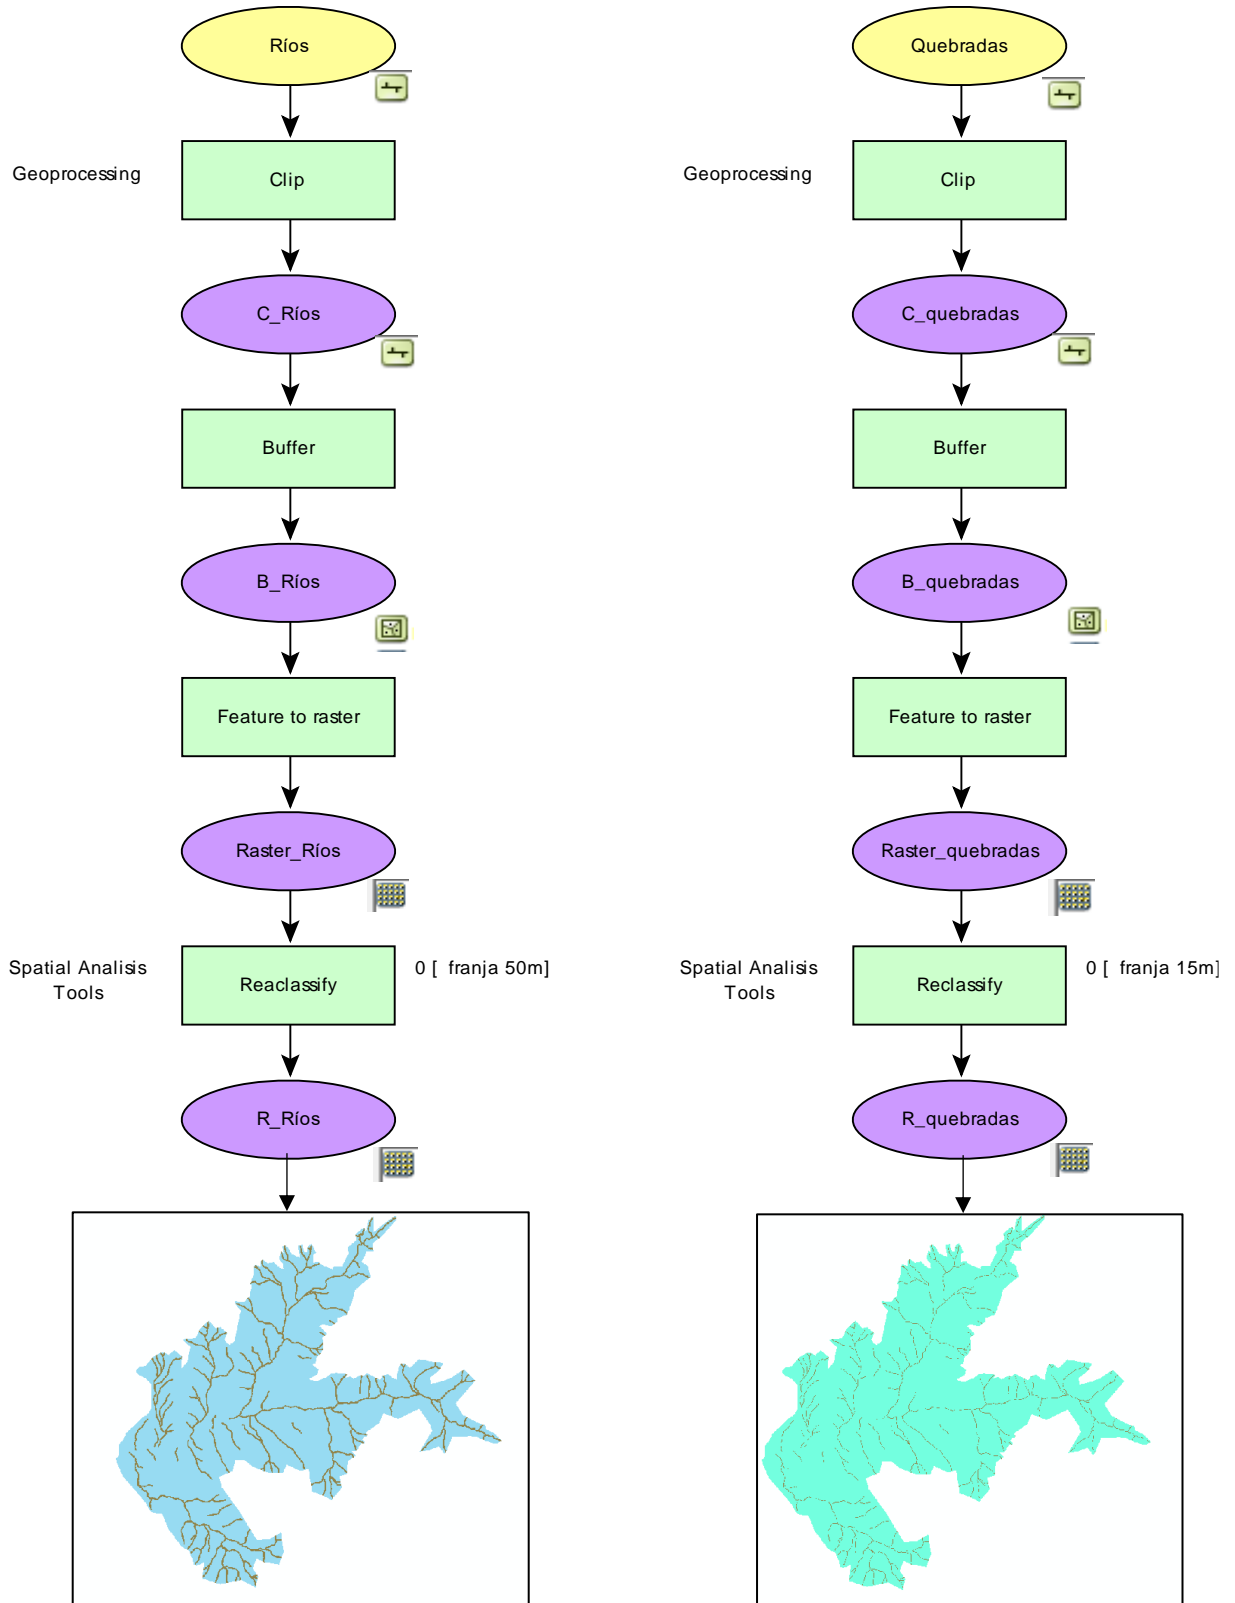 Ríos
Geoprocessing
Clip
C_Ríos
Buffer
B_Ríos
Feature to raster
Raster_Ríos
Spatial Analisis
Tools
Reaclassify
0 [ franja 50m]
R_Ríos
Quebradas
Geoprocessing
Clip
C_quebradas
Buffer
B_quebradas
Feature to raster
Raster_quebradas
Spatial Analisis
Tools
Reclassify
0 [ franja 15m]
R_quebradas